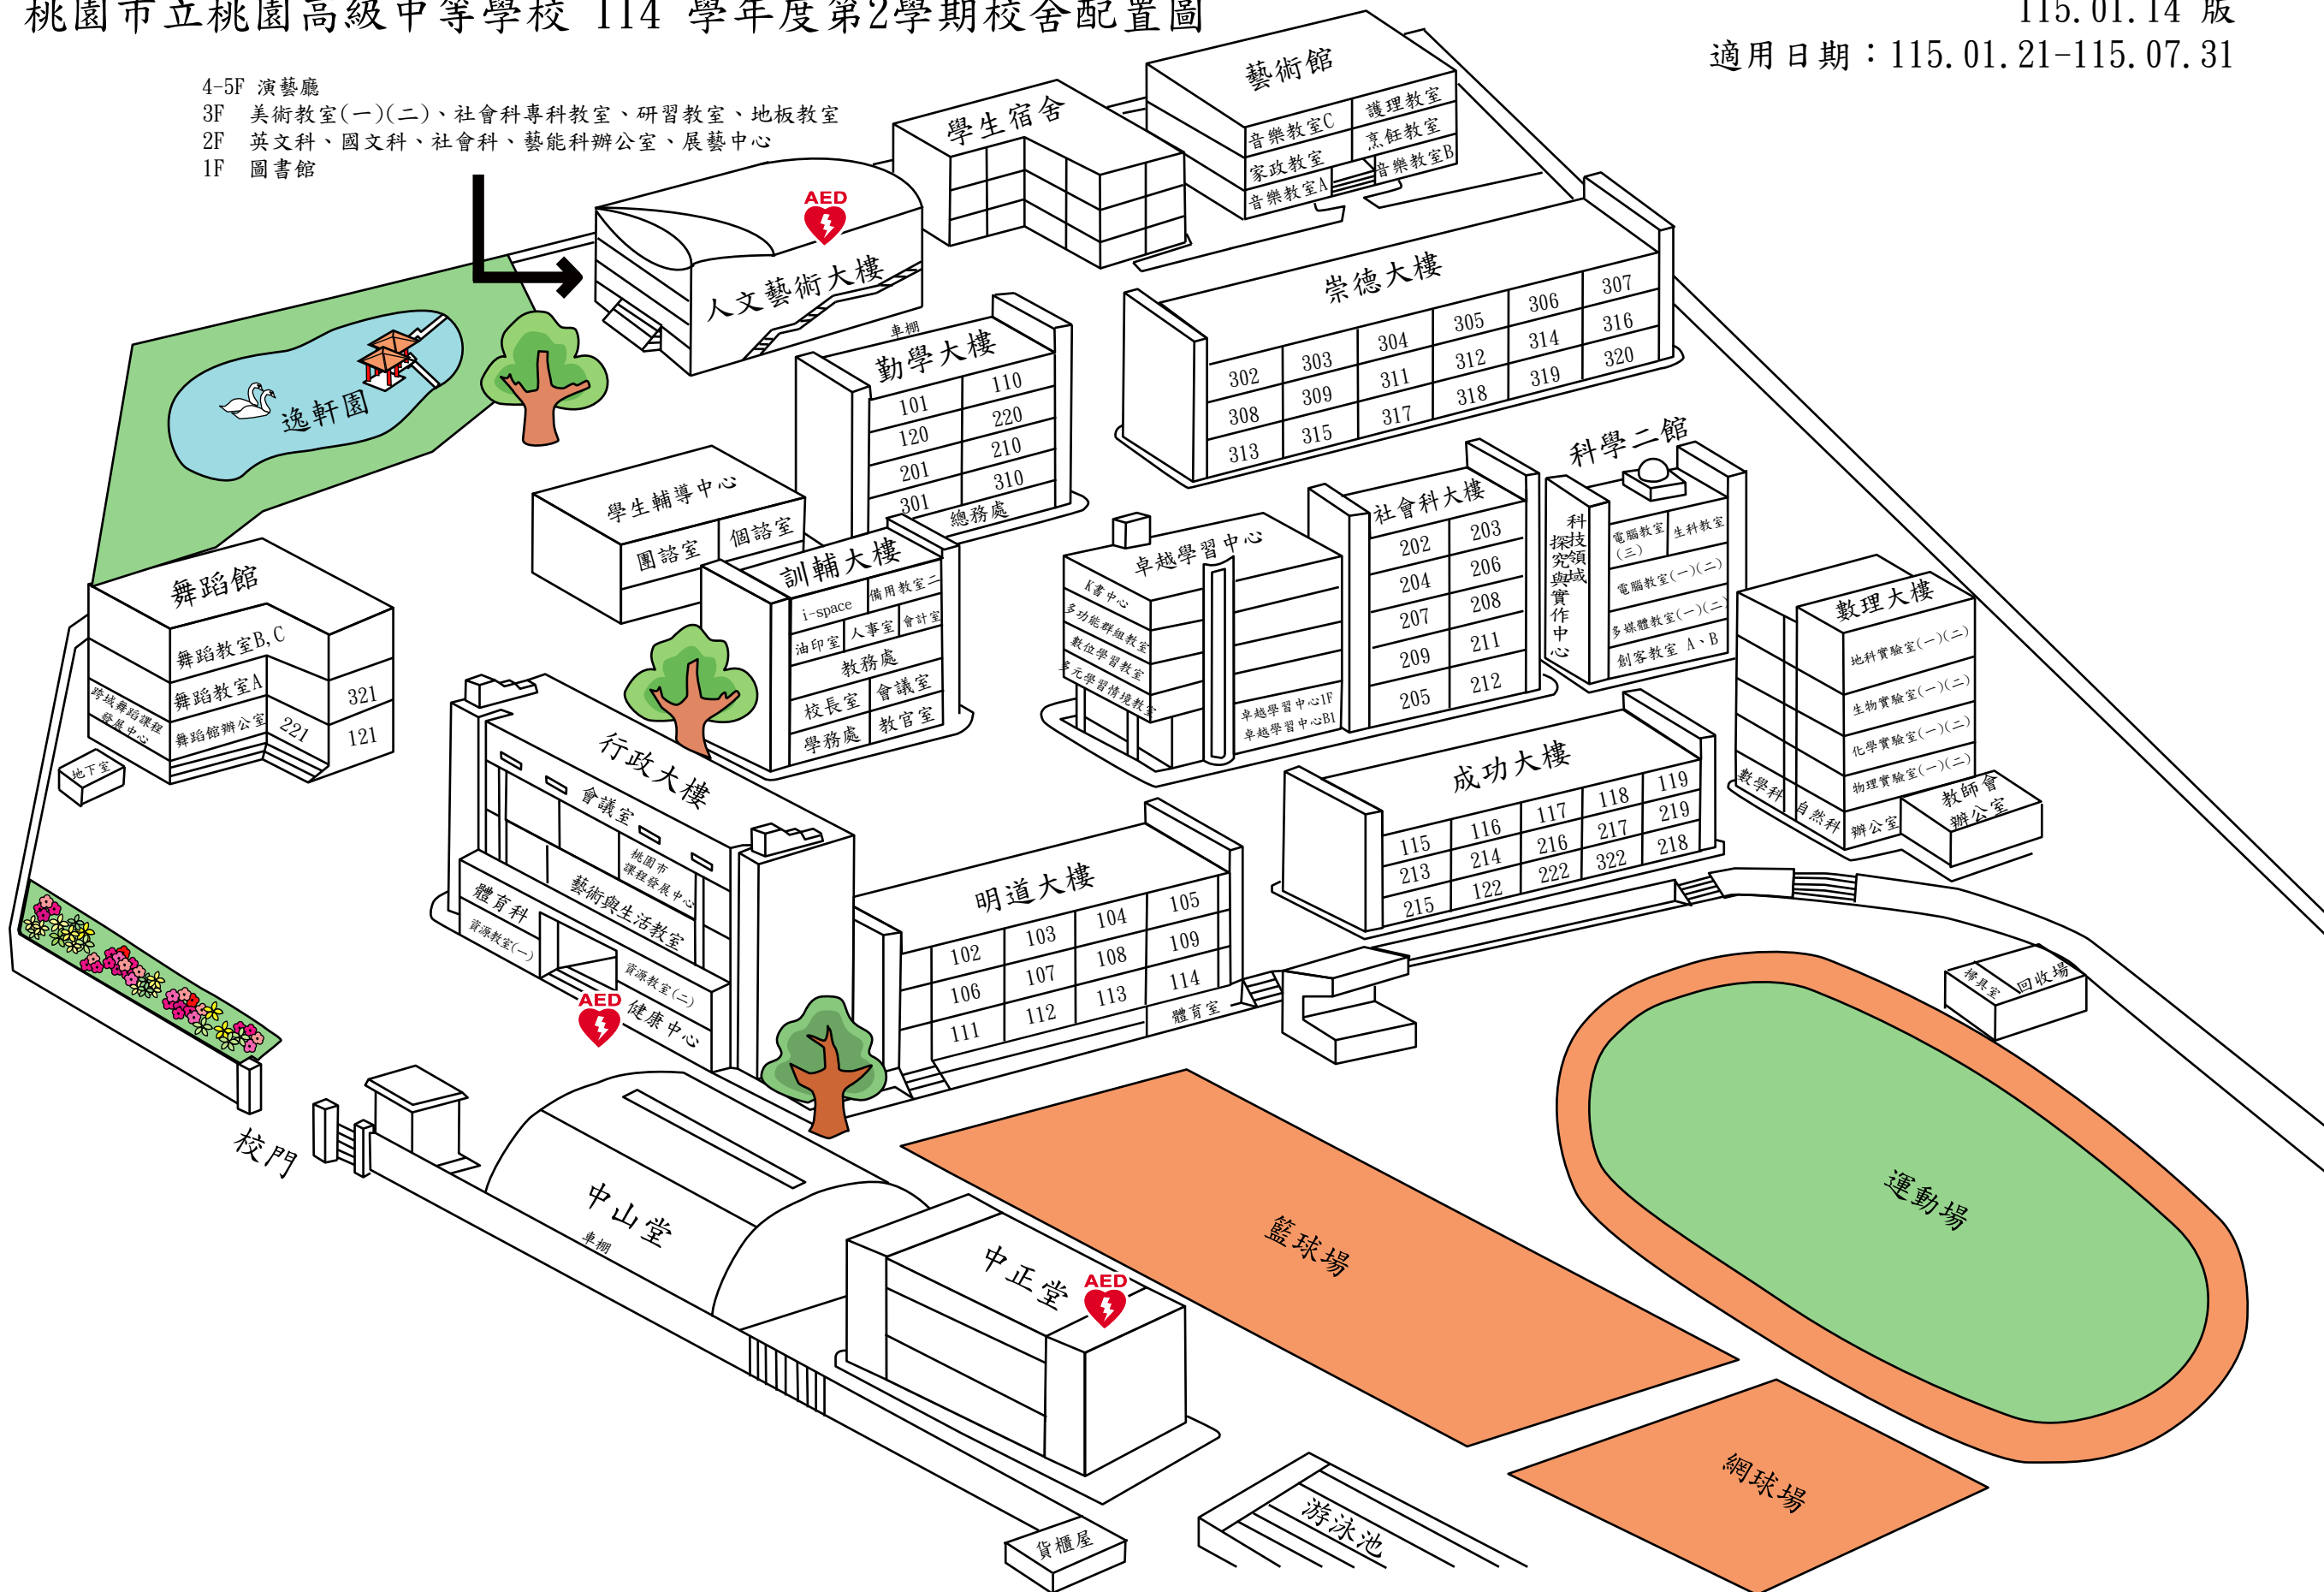 桃園市立桃園高級中等學校 114 學年度第2學期校舍配置圖
115.01.14 版
適用日期：115.01.21-115.07.31
4-5F 演藝廳
3F 美術教室(一)(二)、社會科專科教室、研習教室、地板教室
2F 英文科、國文科、社會科、藝能科辦公室、展藝中心
1F 圖書館
藝術館
音樂教室C
護理教室
家政教室
烹飪教室
音樂教室A
音樂教室B
學生宿舍
AED
人文藝術大樓
車棚
逸軒園
勤學大樓
101
110
120
220
201
210
301
310
總務處
崇德大樓
302
303
304
305
306
307
308
309
311
312
314
316
313
315
317
318
319
320
學生輔導中心
團諮室
個諮室
訓輔大樓
i-space
備用教室二
油印室
人事室
會計室
教務處
校長室
會議室
學務處
教官室
卓越學習中心
K書中心
多功能群組教室
數位學習教室
多元學習情境教室
卓越學習中心1F
卓越學習中心B1
社會科大樓
202
203
204
206
207
208
209
211
205
212
科學二館
科技領域
探究與實作中心
電腦教室
(三)
生科教室
電腦教室(一)(二)
多媒體教室(一)(二)
創客教室 A、B
數理大樓
地科實驗室(一)(二)
生物實驗室(一)(二)
化學實驗室(一)(二)
物理實驗室(一)(二)
數學科
自然科
辦公室
教師會
辦公室
舞蹈館
舞蹈教室B,C
舞蹈教室A
舞蹈館辦公室
跨域舞蹈課程
發展中心
221
321
121
地下室
行政大樓
會議室
桃園市
課程發展中心
藝術與生活教室
體育科
資源教室(一)
資源教室(二)
健康中心
AED
明道大樓
102
103
104
105
106
107
108
109
111
112
113
114
體育室
成功大樓
115
116
117
118
119
213
214
216
217
219
215
122
222
322
218
掃具室
回收場
校門
中山堂
車棚
中正堂
AED
籃球場
運動場
網球場
游泳池
貨櫃屋